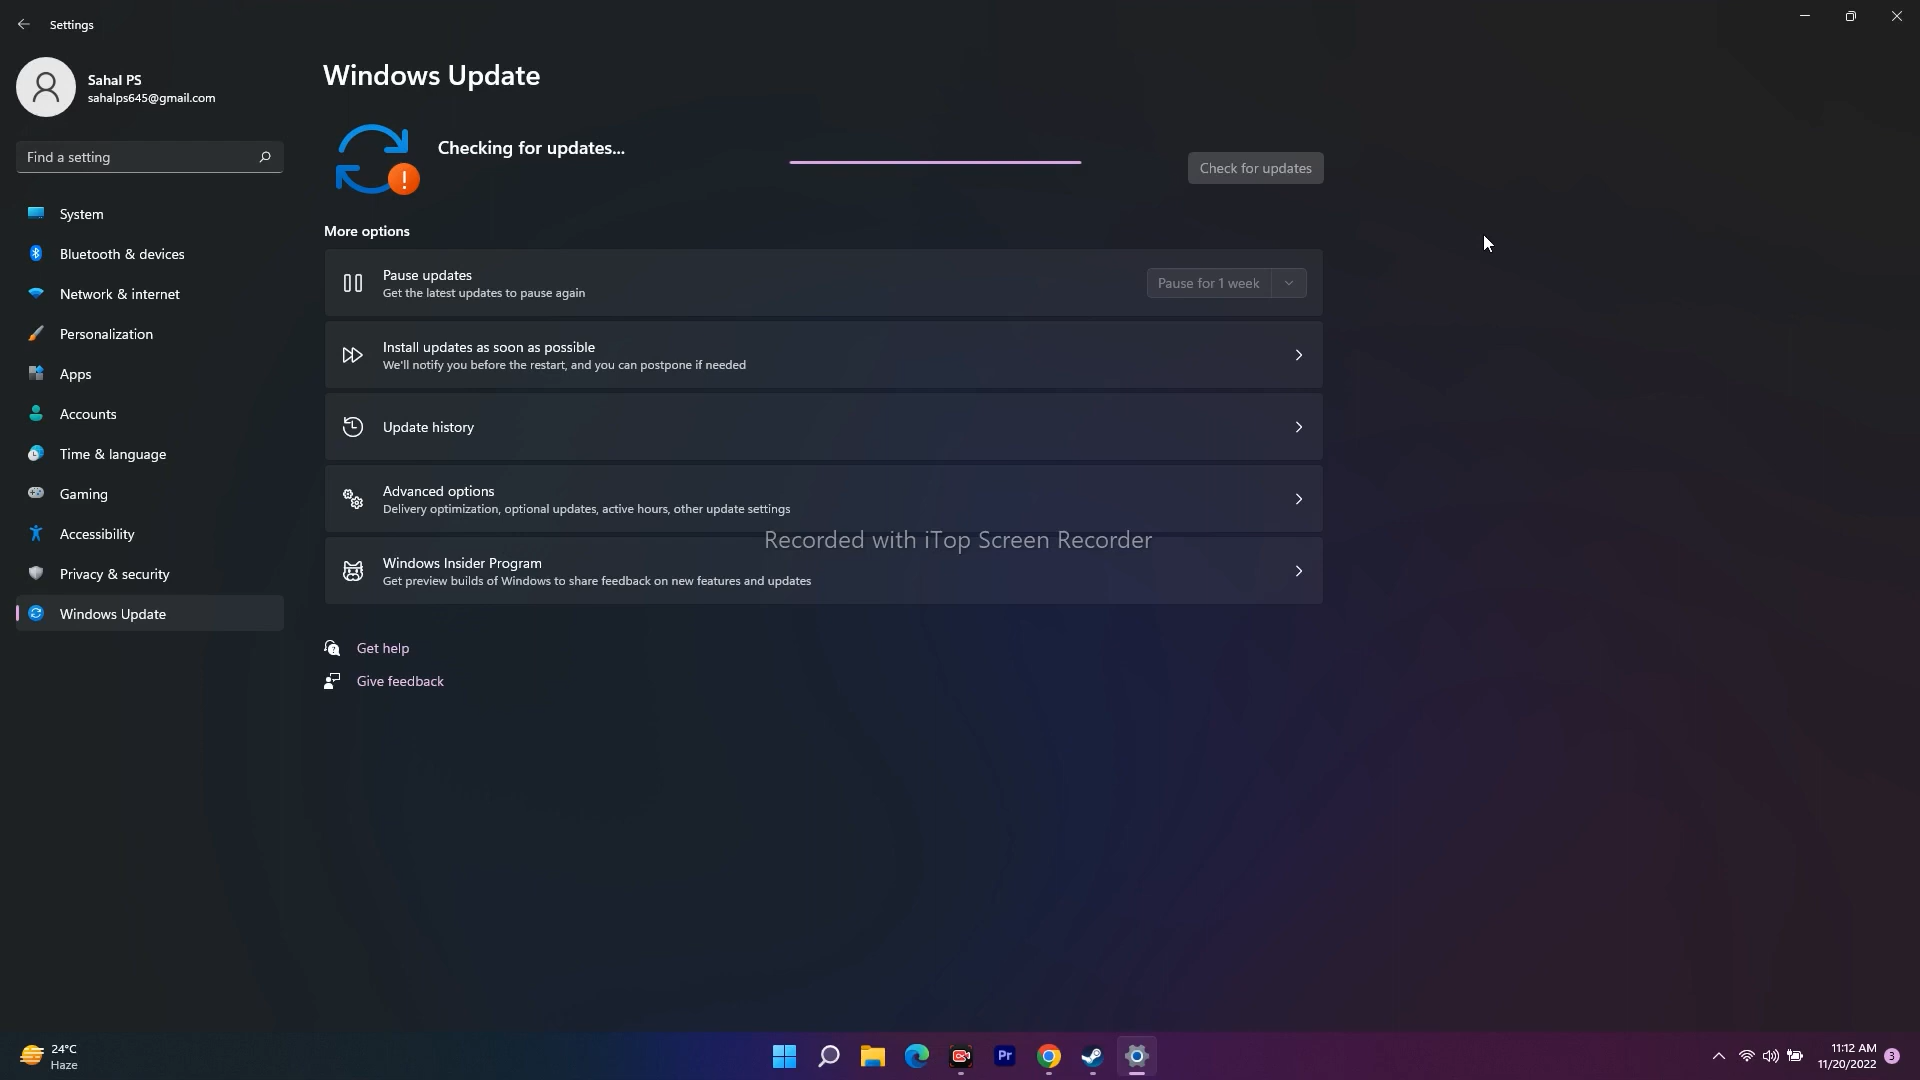 Settings
Sahal PS
sahalps645@gmail.com
Find a setting
System
Bluetooth & devices
Network & internet
Personalization
Apps
Accounts
Time & language
Gaming
Accessibility
Privacy & security
Windows Update
Windows Update
Checking for updates...
Check for updates
More options
Pause updates
Get the latest updates to pause again
Pause for 1 week
Install updates as soon as possible
We'll notify you before the restart, and you can postpone if needed
Update history
Advanced options
Delivery optimization, optional updates, active hours, other update settings
Recorded with iTop Screen Recorder
Windows Insider Program
Get preview builds of Windows to share feedback on new features and updates
Get help
Give feedback
24°C
Haze
Pr
11:12 AM
11/20/2022
3